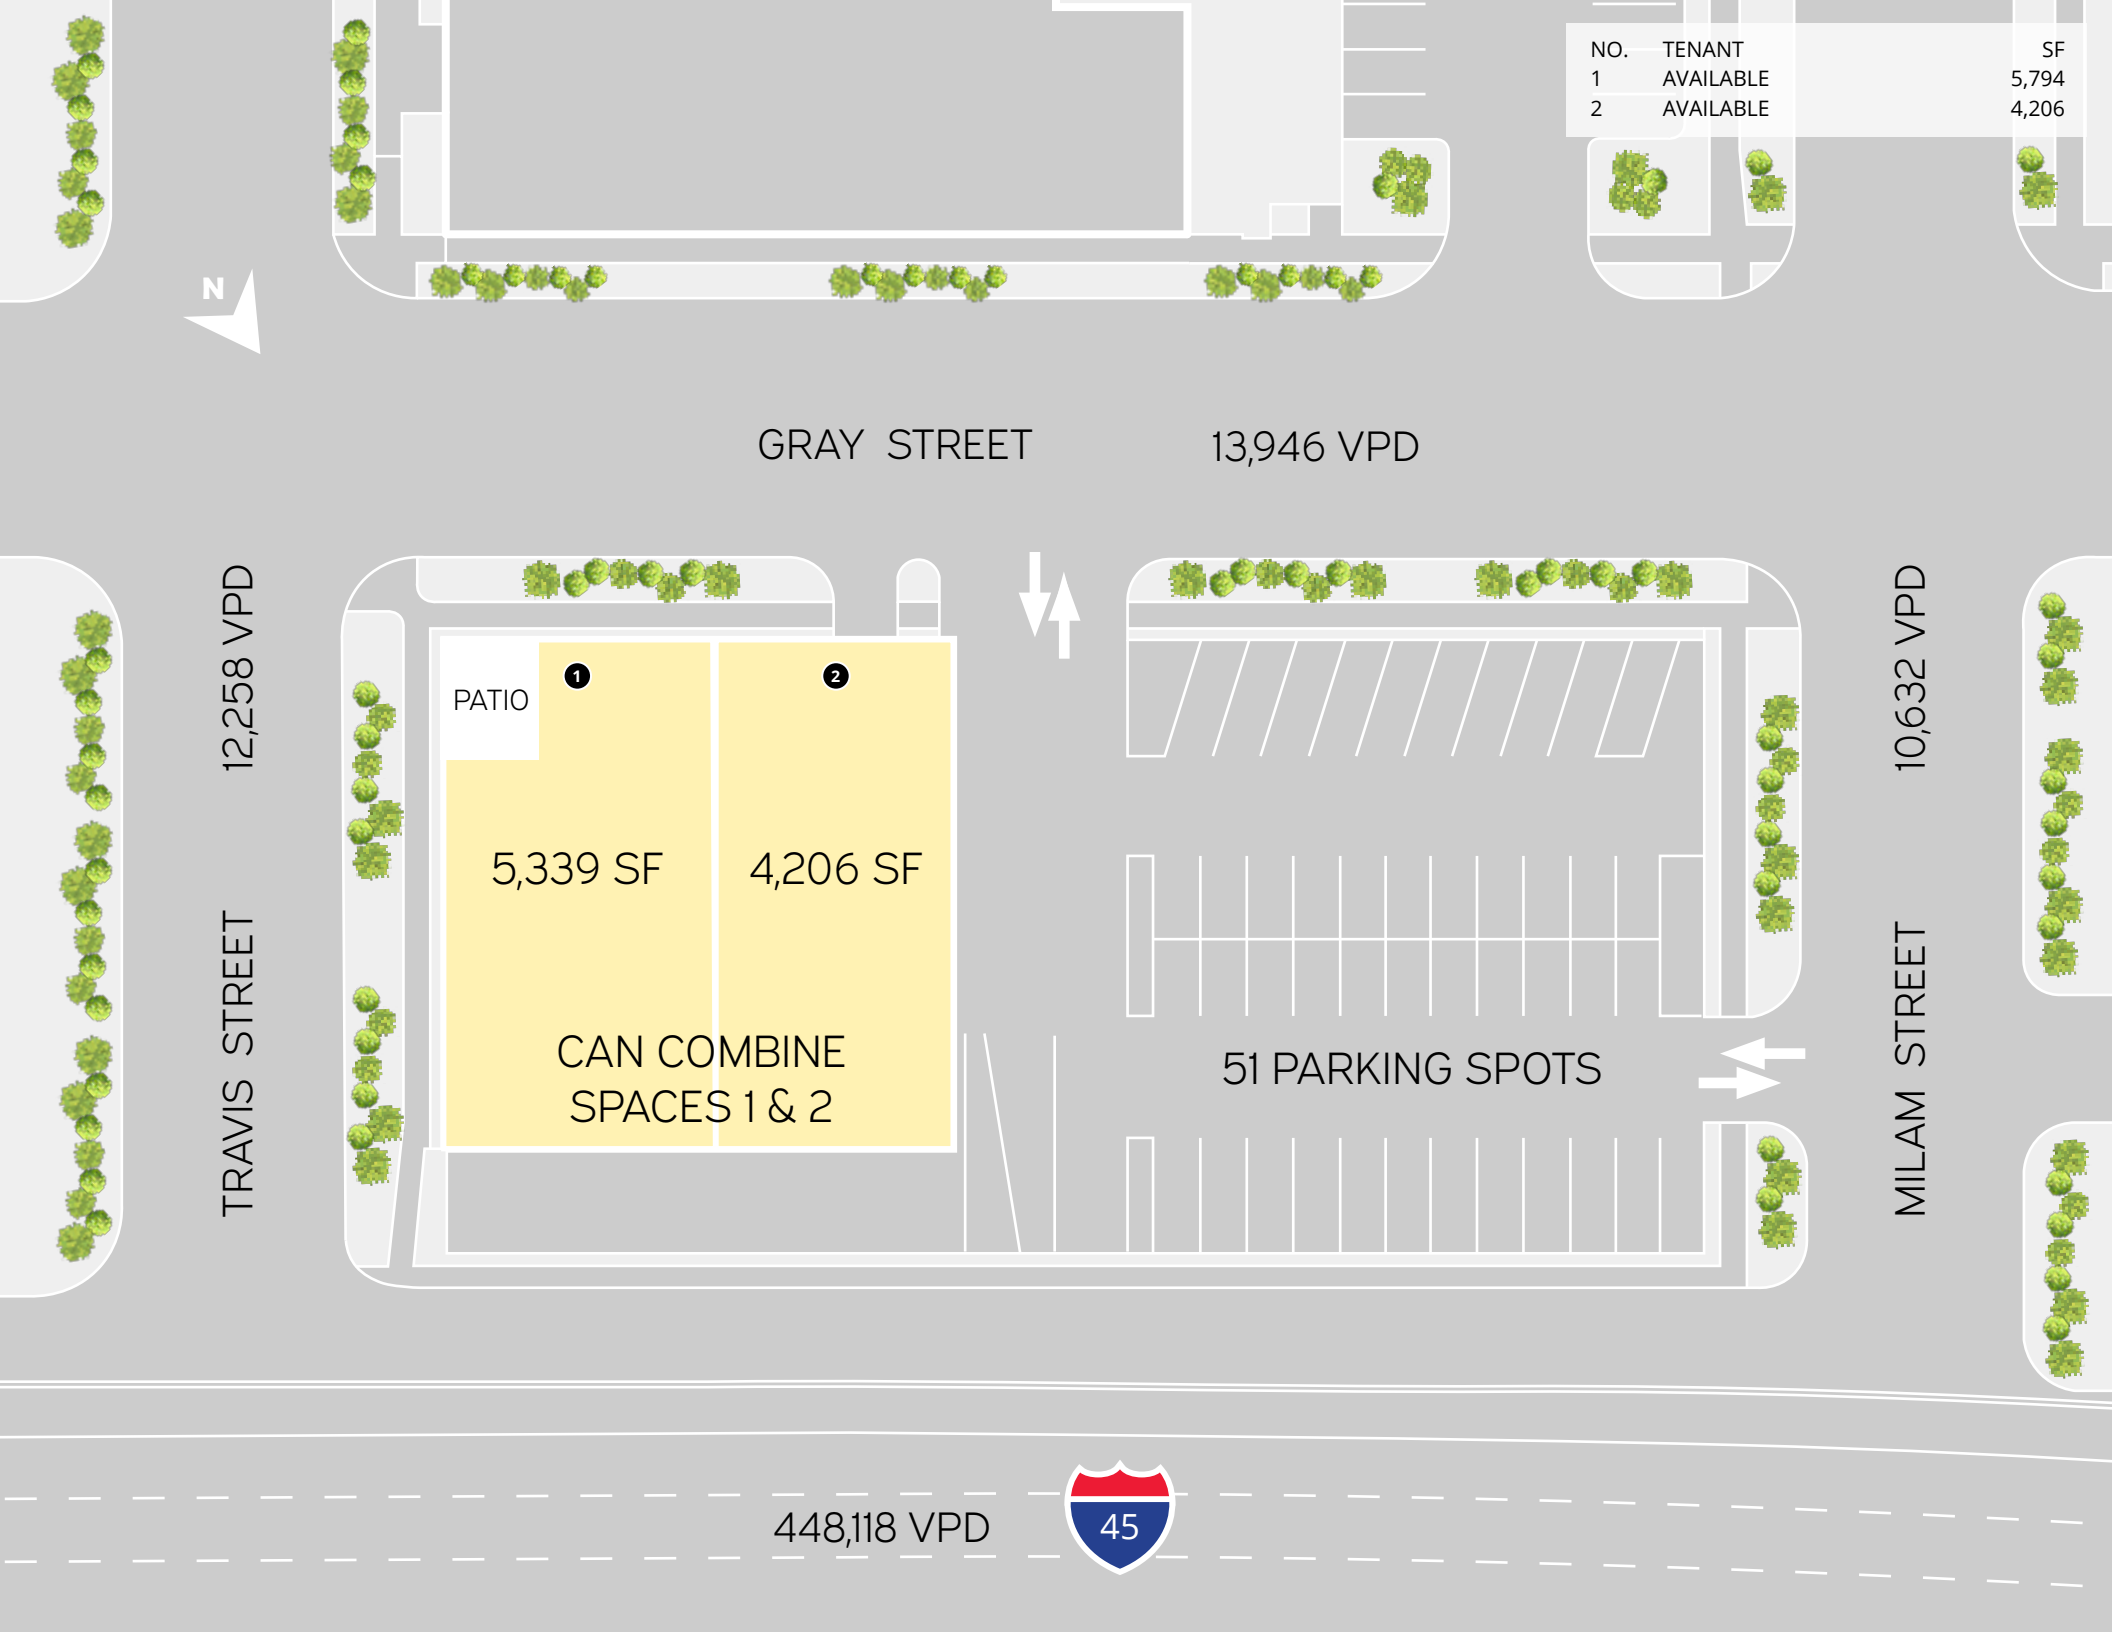 NO. TENANT SF
1 AVAILABLE 5,794
2 AVAILABLE 4,206
N
GRAY STREET 13,946 VPD
12,258 VPD
TRAVIS STREET
10,632 VPD
MILAM STREET
PATIO
1
2
5,339 SF
4,206 SF
CAN COMBINE
SPACES 1 & 2
51 PARKING SPOTS
448,118 VPD
45